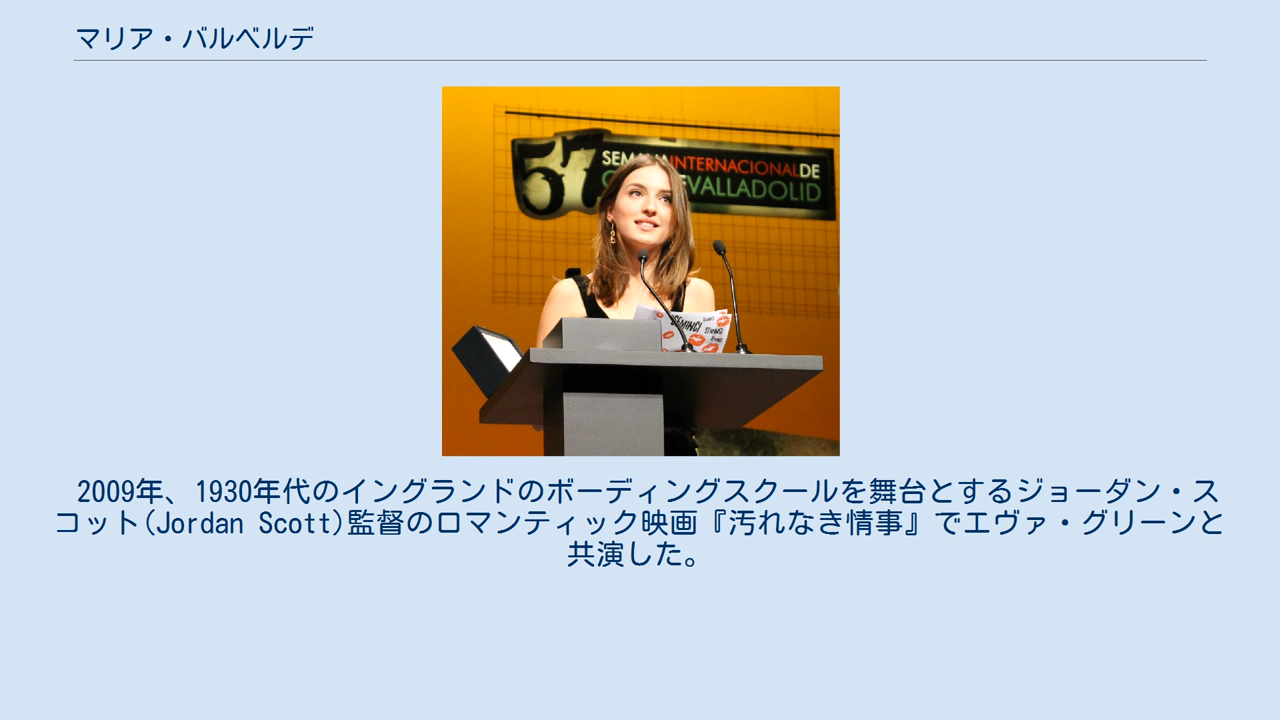 マリア・バルベルデ
57
SEMANA INTERNACIONAL DE
VALLADOLID
SEMINCI
SEMINCI
2009年、1930年代のイングランドのボーディングスクールを舞台とするジョーダン・ス
コット(Jordan Scott)監督のロマンティック映画『汚れなき情事』でエヴァ・グリーンと
共演した。